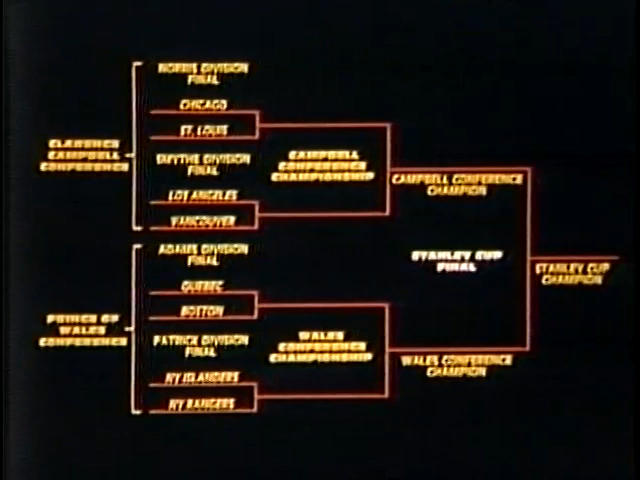 NORRIS DIVISION
FINAL
CHICAGO
ST. LOUIS
CLARENCE
CAMPBELL
CONFERENCE
SMYTHE DIVISION
FINAL
LOS ANGELES
VANCOUVER
CAMPBELL
CONFERENCE
CHAMPIONSHIP
CAMPBELL CONFERENCE
CHAMPION
ADAMS DIVISION
FINAL
QUEBEC
BOSTON
PRINCE OF
WALES
CONFERENCE
PATRICK DIVISION
FINAL
NY ISLANDERS
NY RANGERS
WALES
CONFERENCE
CHAMPIONSHIP
WALES CONFERENCE
CHAMPION
STANLEY CUP
FINAL
STANLEY CUP
CHAMPION